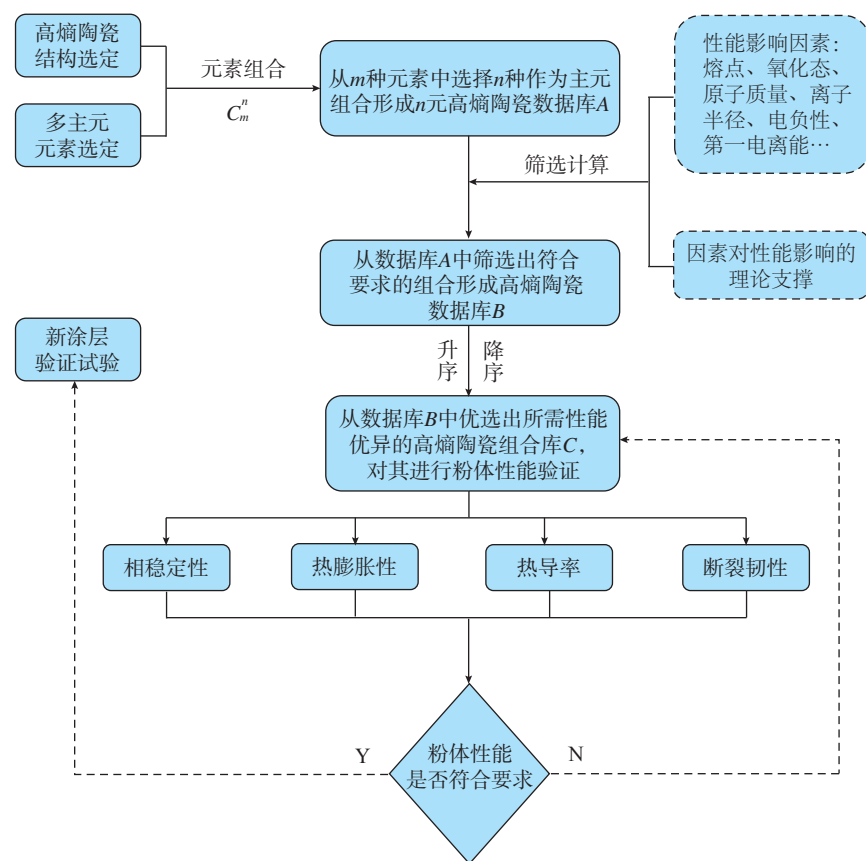 高熵陶瓷
结构选定
多主元
元素选定
元素组合
C_m^n
从m种元素中选择n种作为主元
组合形成n元高熵陶瓷数据库A
性能影响因素:
熔点、氧化态、
原子质量、离子
半径、电负性、
第一电离能…
筛选计算
因素对性能影响的
理论支撑
从数据库A中筛选出符合
要求的组合形成高熵陶瓷
数据库B
升序
降序
新涂层
验证试验
从数据库B中优选出所需性能
优异的高熵陶瓷组合库C，
对其进行粉体性能验证
相稳定性
热膨胀性
热导率
断裂韧性
粉体性能
是否符合要求
Y
N